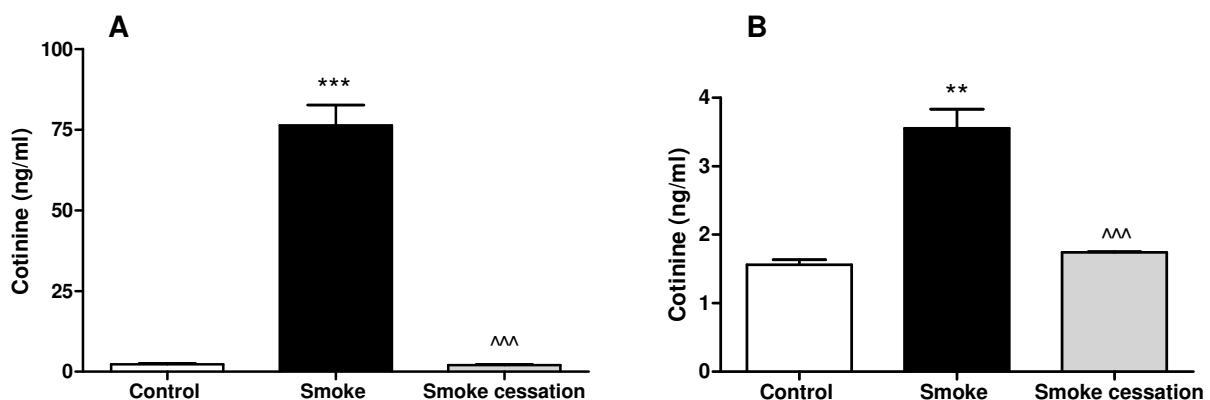 A
Cotinine (ng/ml)
100
75
50
25
0
***
^^^
Control
Smoke
Smoke cessation
B
Cotinine (ng/ml)
4
3
2
1
0
**
^^^
Control
Smoke
Smoke cessation